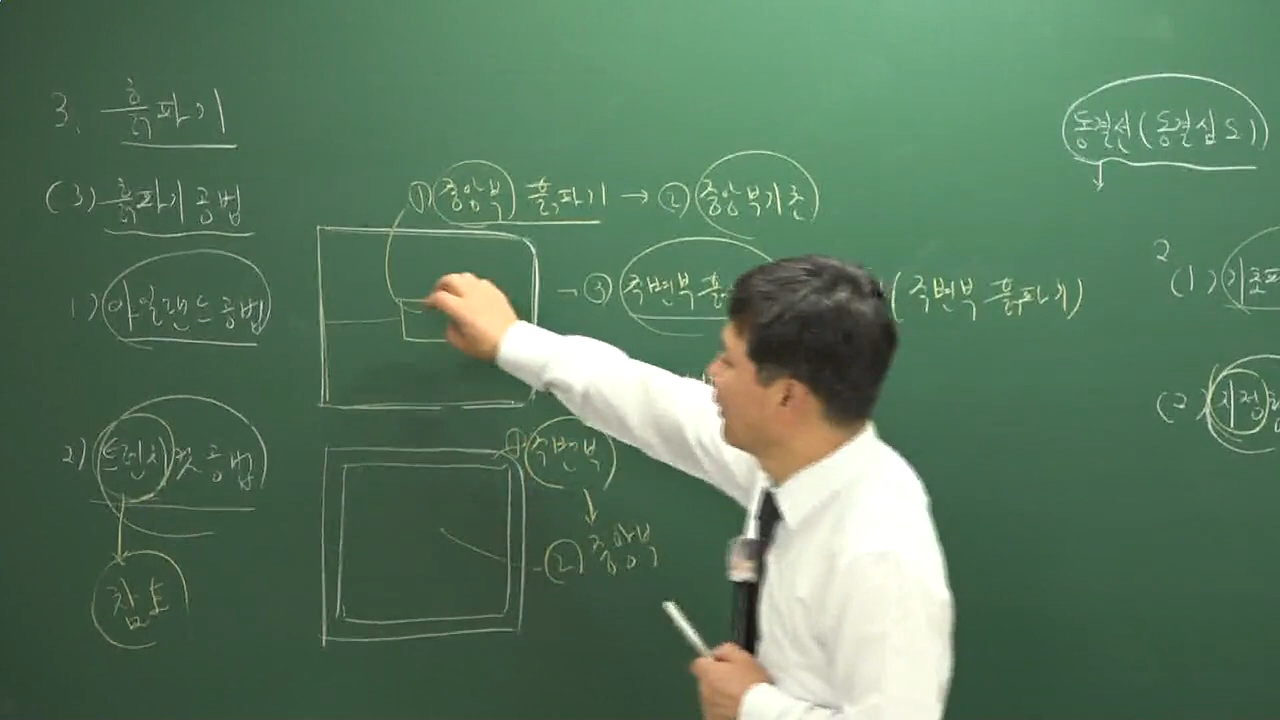 3. 흙파기
(3) 흙파기 공법
① 중앙부 흙파기 → ② 중앙부기초
1) 아일랜드공법
→ ③ 주변부 흙
(주변부 흙파기)
2) 트렌치컷 공법
① 주변부
↓
② 중앙부
↓
참호
동결선(동결심도)
↓
2
(1) 기초파
(2) 지정